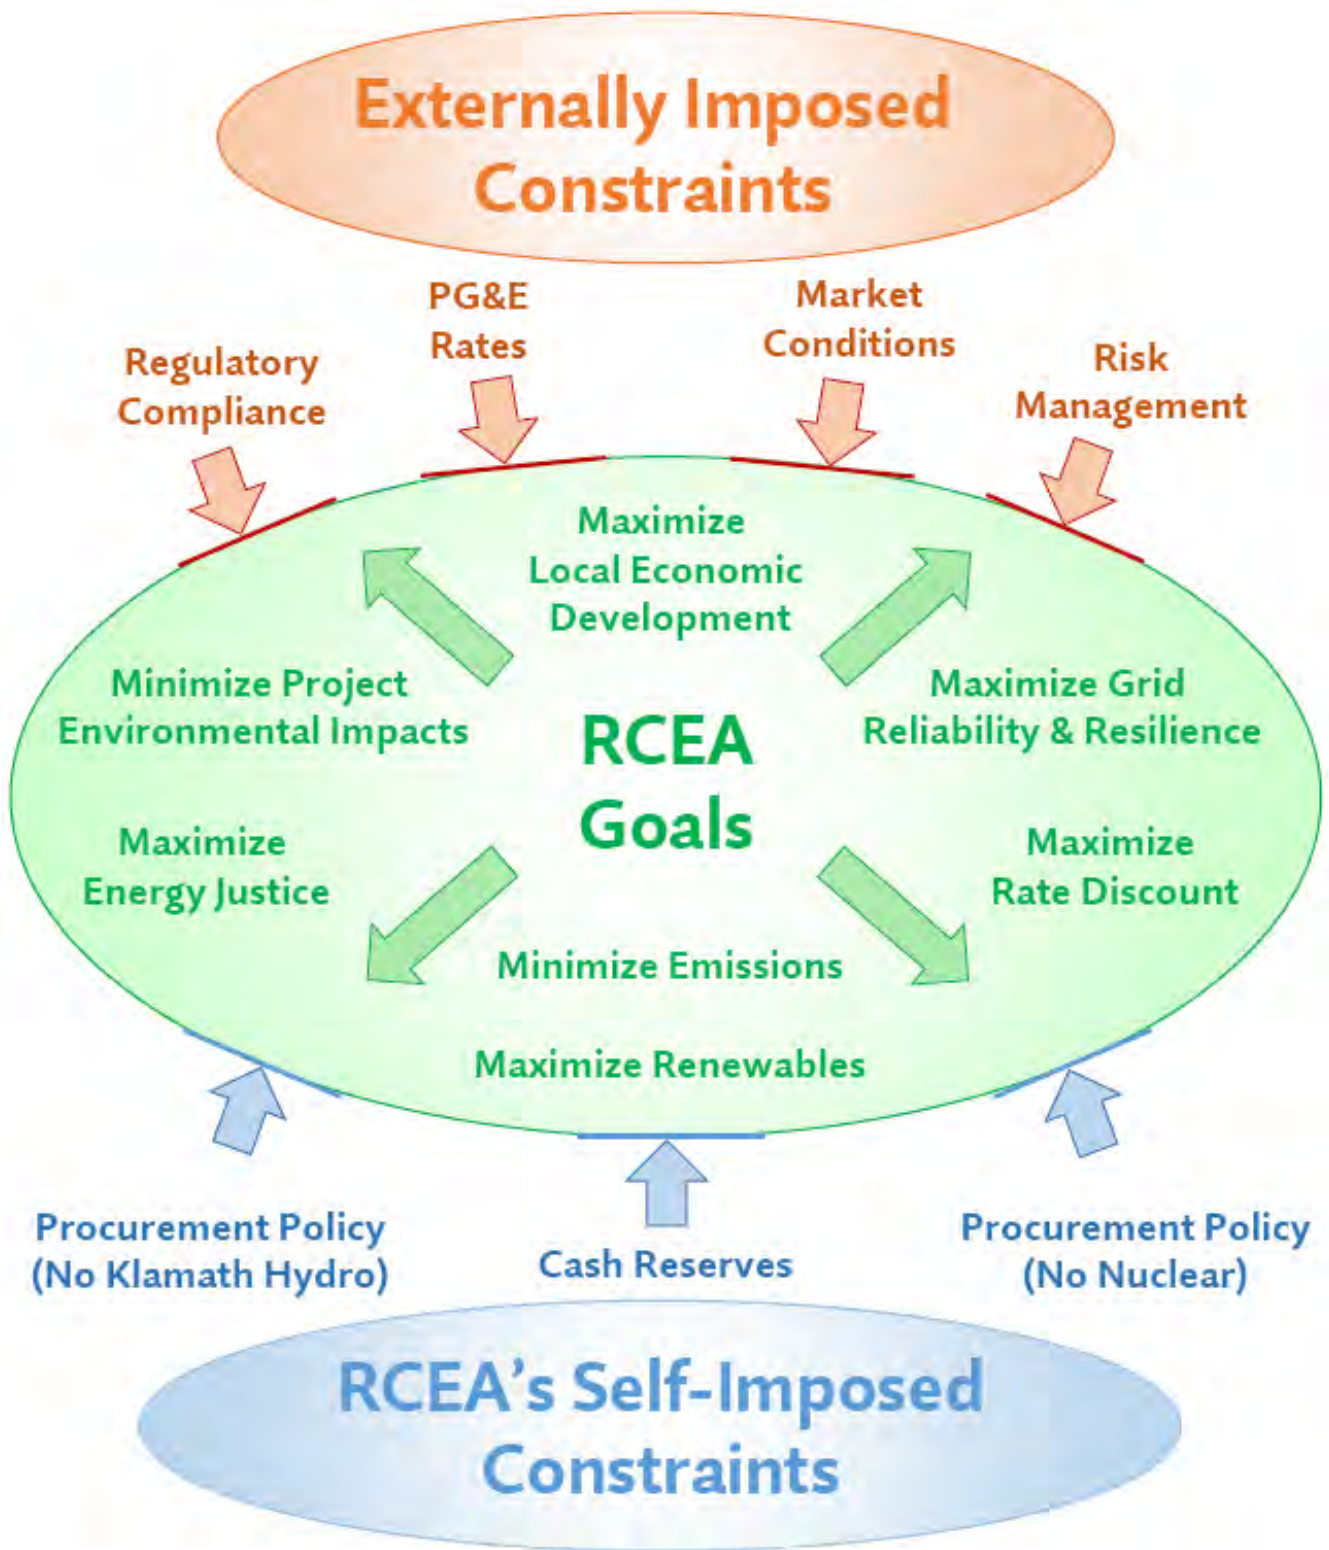 Externally Imposed
Constraints
PG&E
Rates
Market
Conditions
Regulatory
Compliance
Risk
Management
Maximize
Local Economic
Development
Minimize Project
Environmental Impacts
Maximize Grid
Reliability & Resilience
RCEA
Goals
Maximize
Energy Justice
Maximize
Rate Discount
Minimize Emissions
Maximize Renewables
Procurement Policy
(No Klamath Hydro)
Cash Reserves
Procurement Policy
(No Nuclear)
RCEA’s Self-Imposed
Constraints